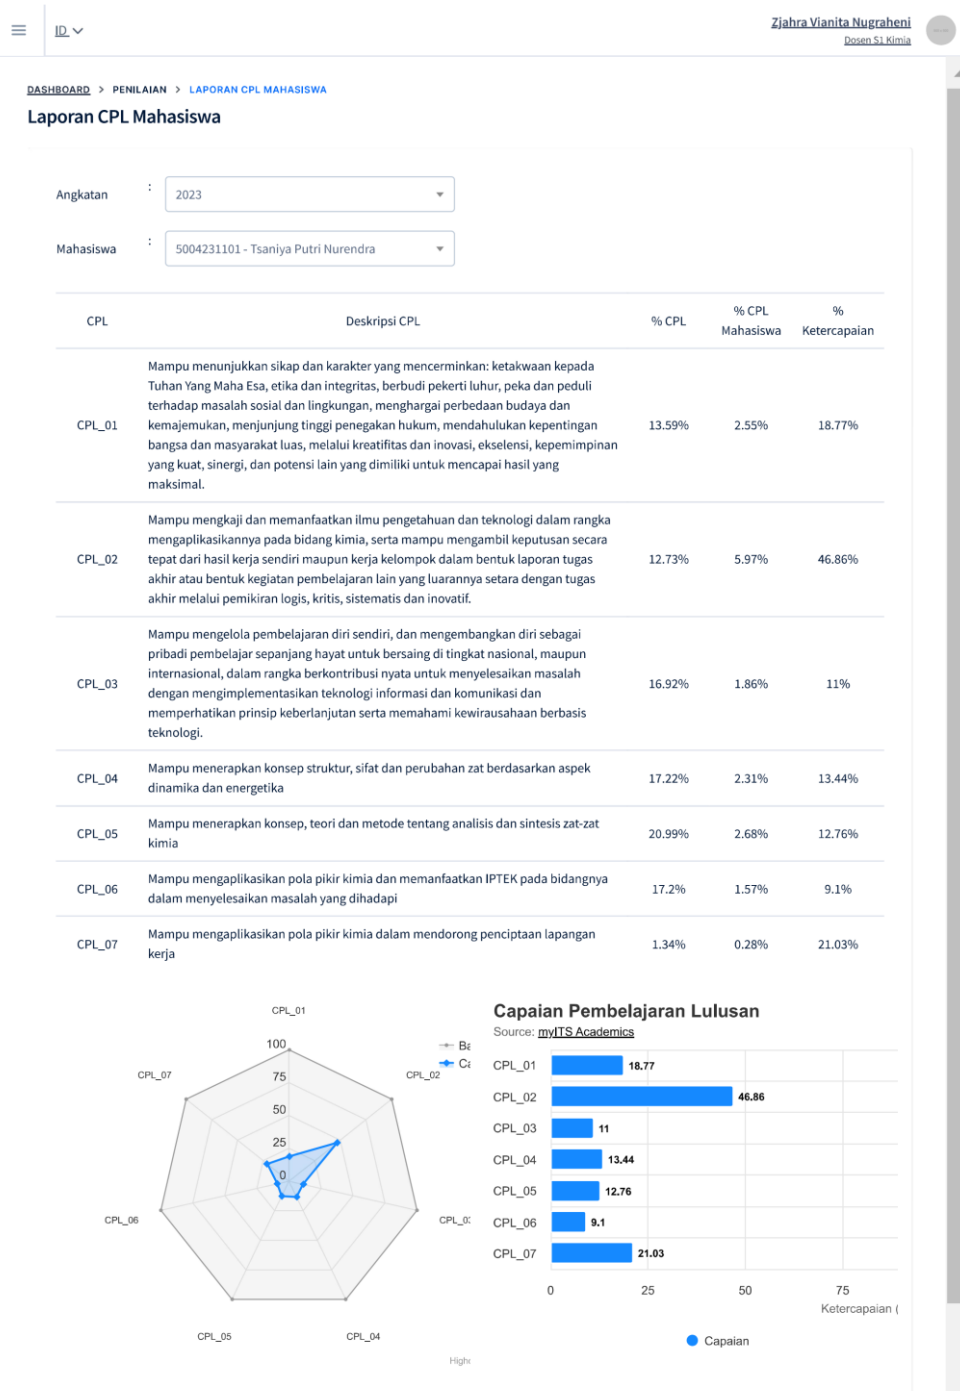 ID
Zjahra Vianita Nugraheni
Dosen S1 Kimia
DASHBOARD > PENILAIAN > LAPORAN CPL MAHASISWA
Laporan CPL Mahasiswa
Angkatan : 2023
Mahasiswa : 5004231101 - Tsaniya Putri Nurendra
CPL Deskripsi CPL % CPL % CPL Mahasiswa % Ketercapaian
Mampu menunjukkan sikap dan karakter yang mencerminkan: ketakwaan kepada
Tuhan Yang Maha Esa, etika dan integritas, berbudi pekerti luhur, peka dan peduli
terhadap masalah sosial dan lingkungan, menghargai perbedaan budaya dan
CPL_01 kemajemukan, menjunjung tinggi penegakan hukum, mendahulukan kepentingan 13.59% 2.55% 18.77%
bangsa dan masyarakat luas, melalui kreatifitas dan inovasi, ekselensi, kepemimpinan
yang kuat, sinergi, dan potensi lain yang dimiliki untuk mencapai hasil yang
maksimal.
Mampu mengkaji dan memanfaatkan ilmu pengetahuan dan teknologi dalam rangka
mengaplikasikannya pada bidang kimia, serta mampu mengambil keputusan secara
CPL_02 tepat dari hasil kerja sendiri maupun kerja kelompok dalam bentuk laporan tugas 12.73% 5.97% 46.86%
akhir atau bentuk kegiatan pembelajaran lain yang luarannya setara dengan tugas
akhir melalui pemikiran logis, kritis, sistematis dan inovatif.
Mampu mengelola pembelajaran diri sendiri, dan mengembangkan diri sebagai
pribadi pembelajar sepanjang hayat untuk bersaing di tingkat nasional, maupun
internasional, dalam rangka berkontribusi nyata untuk menyelesaikan masalah
CPL_03 dengan mengimplementasikan teknologi informasi dan komunikasi dan 16.92% 1.86% 11%
memperhatikan prinsip keberlanjutan serta memahami kewirausahaan berbasis
teknologi.
CPL_04 Mampu menerapkan konsep struktur, sifat dan perubahan zat berdasarkan aspek 17.22% 2.31% 13.44%
dinamika dan energetika
CPL_05 Mampu menerapkan konsep, teori dan metode tentang analisis dan sintesis zat-zat 20.99% 2.68% 12.76%
kimia
CPL_06 Mampu mengaplikasikan pola pikir kimia dan memanfaatkan IPTEK pada bidangnya 17.2% 1.57% 9.1%
dalam menyelesaikan masalah yang dihadapi
CPL_07 Mampu mengaplikasikan pola pikir kimia dalam mendorong penciptaan lapangan 1.34% 0.28% 21.03%
kerja
CPL_01
100
75
50
25
0
CPL_07
CPL_02
CPL_06
CPL_05
CPL_04
Capaian Pembelajaran Lulusan
Source: myITS Academics
CPL_01 18.77
CPL_02 46.86
CPL_03 11
CPL_04 13.44
CPL_05 12.76
CPL_06 9.1
CPL_07 21.03
0 25 50 75
Ketercapaian (
Capaian